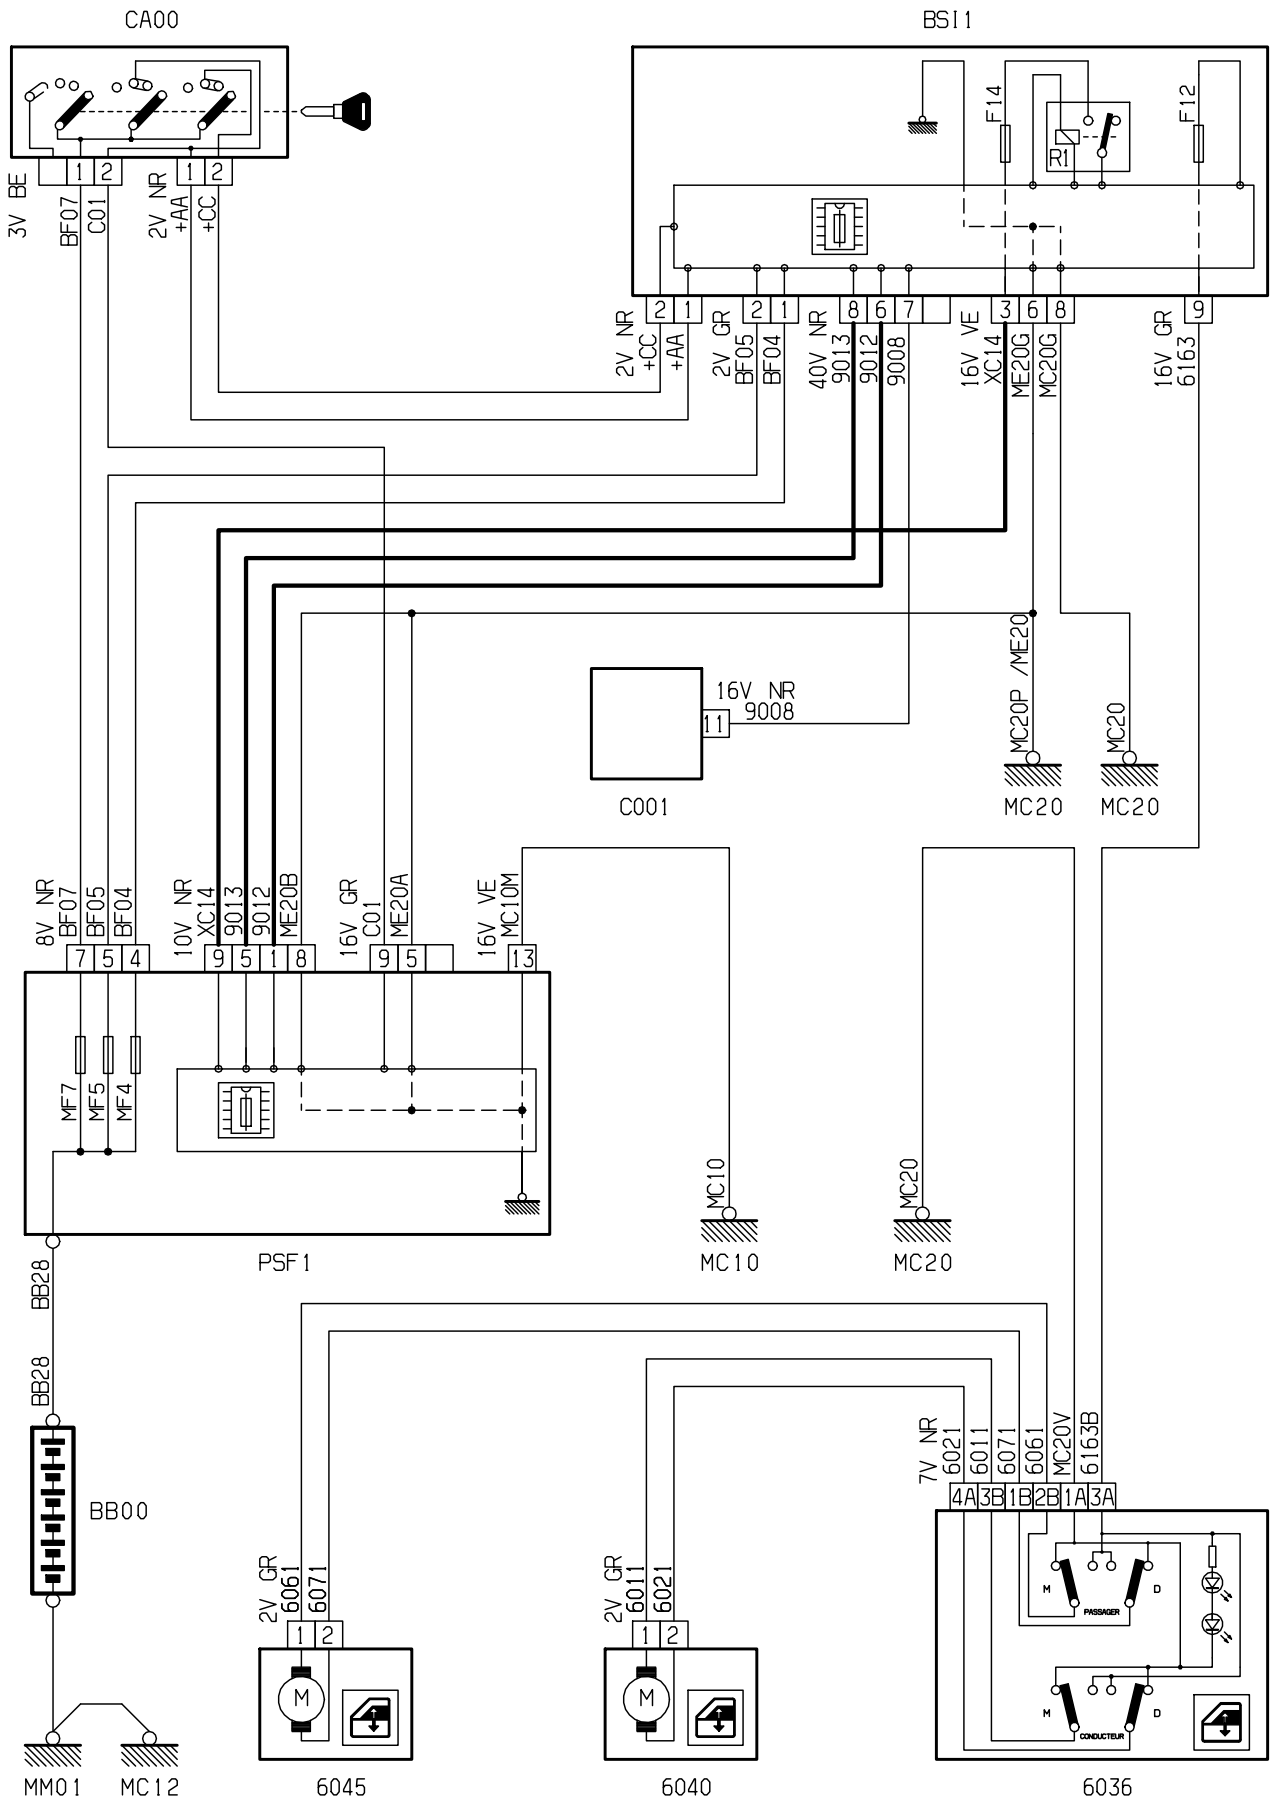 CA00
BSI1
F14
F12
R1
1
2
1
2
3V BE
BF07
C01
2V NR
+AA
+CC
2
1
2
1
8
6
7
3
6
8
9
2V NR
+CC
+AA
2V GR
BF05
BF04
40V NR
9013
9012
9008
16V VE
XC14
ME20G
MC20G
16V GR
6163
16V NR
9008
11
C001
MC20P /ME20
MC20
MC20
MC20
8V NR
BF07
BF05
BF04
10V NR
XC14
9013
9012
ME20B
16V GR
C01
ME20A
16V VE
MC10M
7
5
4
9
5
1
8
9
5
13
MF7
MF5
MF4
MC10
MC20
PSF1
MC10
MC20
BB28
BB28
BB00
7V NR
6021
6011
6071
6061
MC20V
6163B
4A
3B
1B
2B
1A
3A
M
D
PASSAGER
M
D
CONDUCTEUR
2V GR
6061
6071
1
2
M
2V GR
6011
6021
1
2
M
MM01
MC12
6045
6040
6036